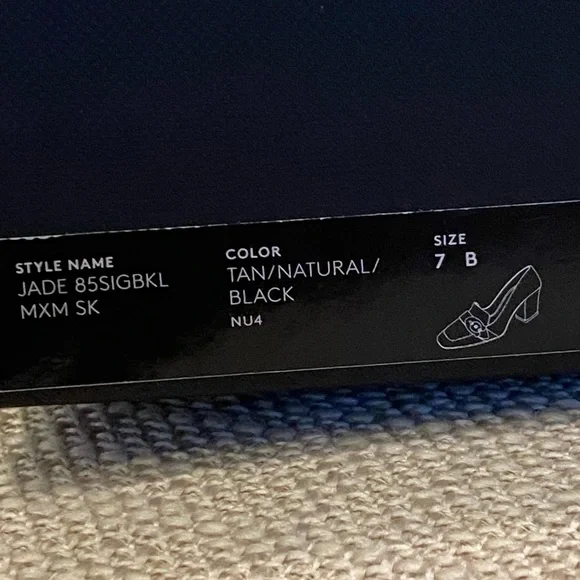 STYLE NAME
JADE 85SIGBKL
MXM SK
COLOR
TAN/NATURAL/
BLACK
NU4
SIZE
7 B